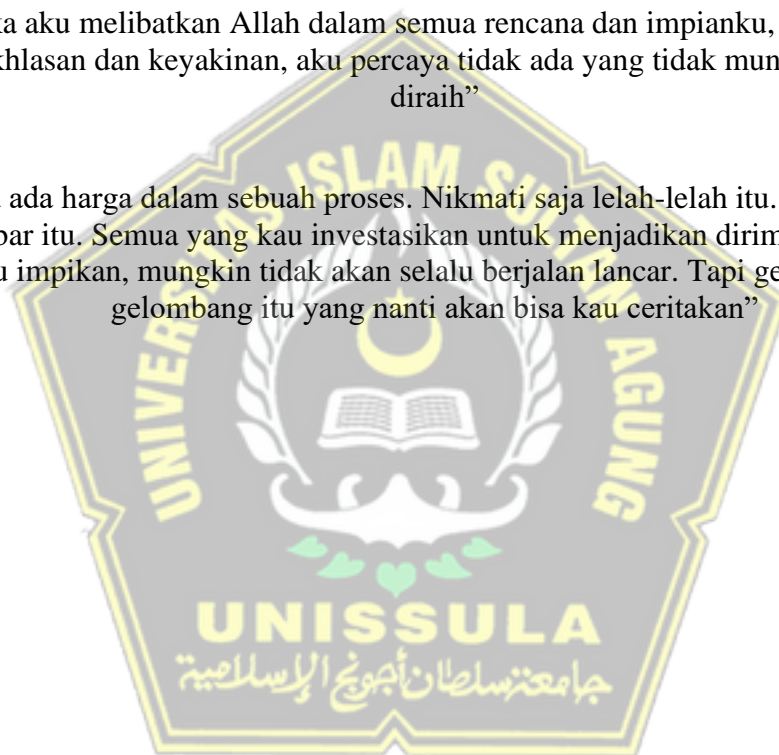 ka aku melibatkan Allah dalam semua rencana dan impianku,
khlasan dan keyakinan, aku percaya tidak ada yang tidak mun
diraih”
ada harga dalam sebuah proses. Nikmati saja lelah-lelah itu.
bar itu. Semua yang kau investasikan untuk menjadikan dirim
u impikan, mungkin tidak akan selalu berjalan lancar. Tapi ge
gelombang itu yang nanti akan bisa kau ceritakan”
UNIVERSITAS ISLAM SULTAN AGUNG
UNISSULA
جامعة سلطان أجونج الإسلامية